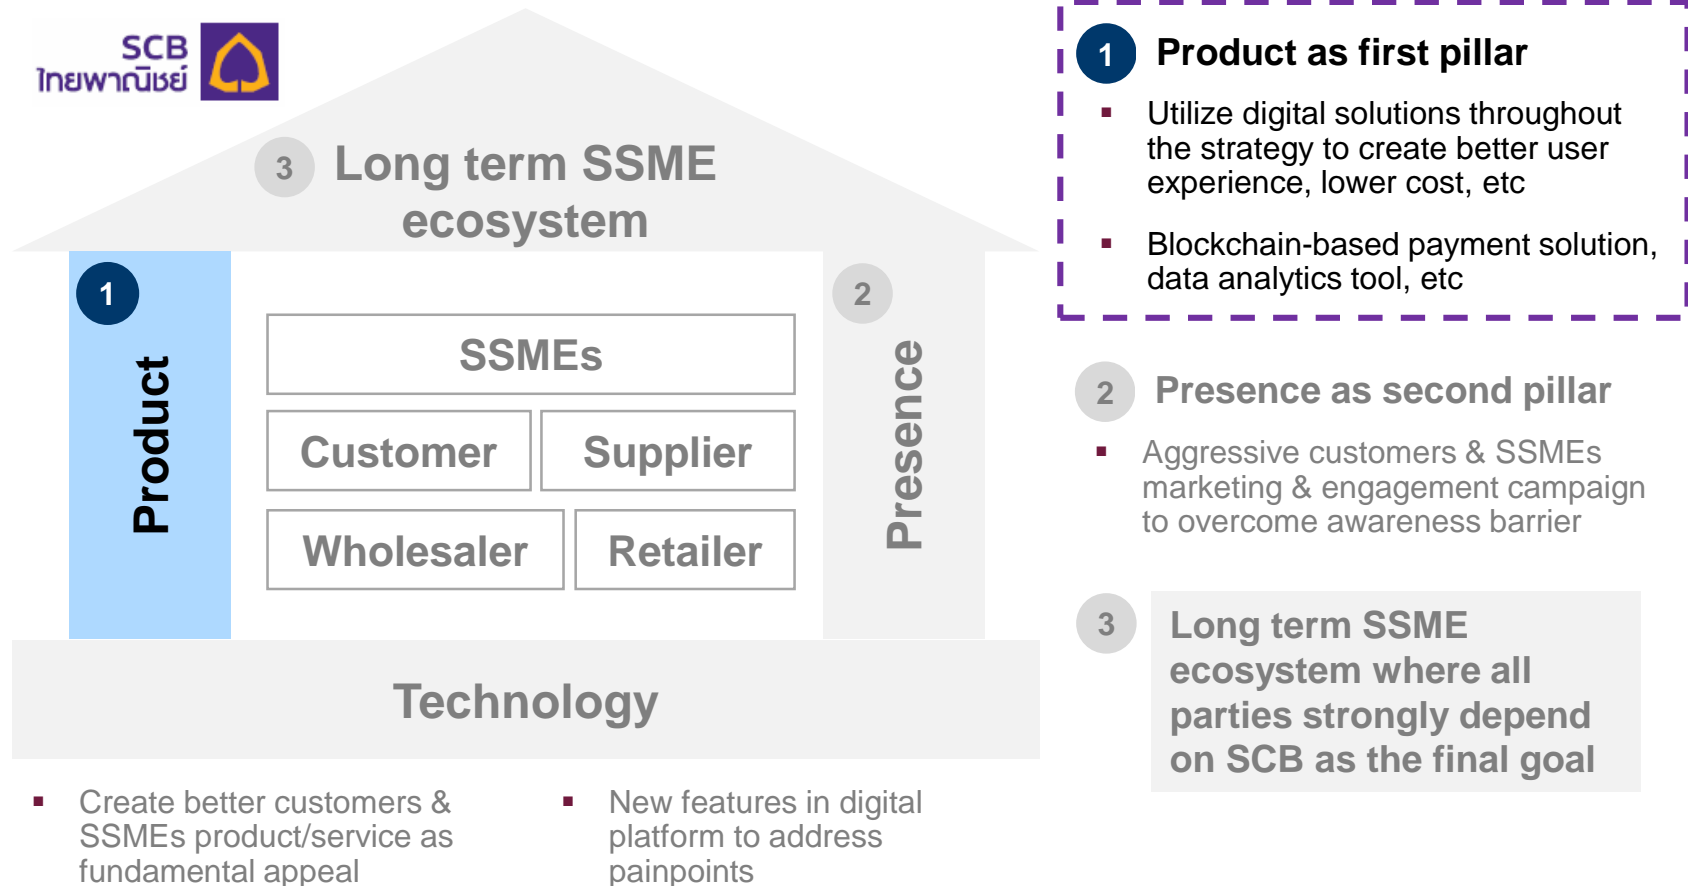 SCB
ไทยพาณิชย์
3 Long term SSME
ecosystem
1
Product
SSMEs
Customer
Supplier
Wholesaler
Retailer
2
Presence
Technology
▪ Create better customers &
SSMEs product/service as
fundamental appeal
▪ New features in digital
platform to address
painpoints
1 Product as first pillar
▪ Utilize digital solutions throughout
the strategy to create better user
experience, lower cost, etc
▪ Blockchain-based payment solution,
data analytics tool, etc
2 Presence as second pillar
▪ Aggressive customers & SSMEs
marketing & engagement campaign
to overcome awareness barrier
3 Long term SSME
ecosystem where all
parties strongly depend
on SCB as the final goal